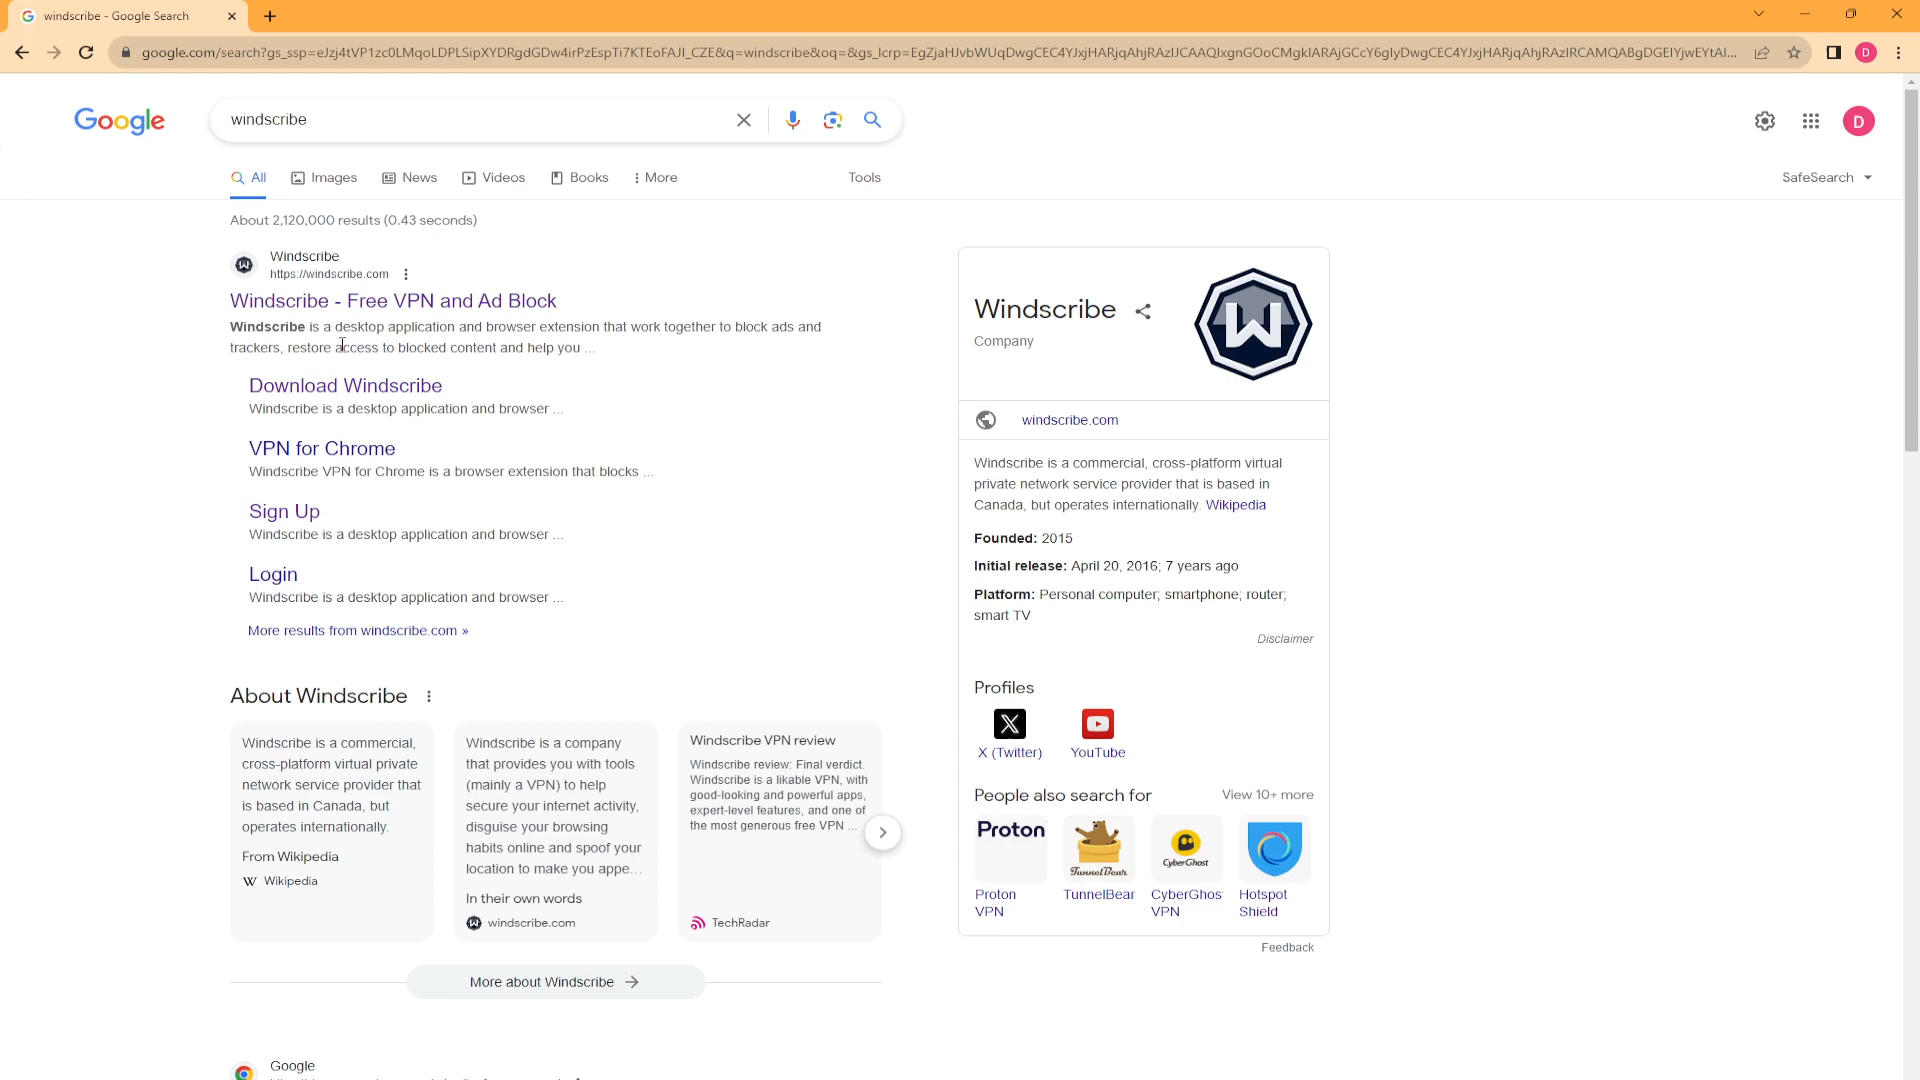 windscribe - Google Search
google.com/search?gs_ssp=eJzj4tVP1zc0LMqoLDPLSipXYDRgdGDw4irPzEspTi7KTEoFAJI_CZE&q=windscribe&oq=&gs_lcrp=EgZjaHJvbWUqDwgCEC4YJxjHARjqAhjRAzIJCAAQIxgnGOoCMgkIARAjGCcY6gIyDwgCEC4YJxjHARjqAhjRAzIRCAMQABgDGEIYjwEYtAI...
D
Google
windscribe
D
All
Images
News
Videos
Books
More
Tools
SafeSearch
About 2,120,000 results (0.43 seconds)
Windscribe
https://windscribe.com
Windscribe - Free VPN and Ad Block
Windscribe is a desktop application and browser extension that work together to block ads and
trackers, restore access to blocked content and help you ...
Download Windscribe
Windscribe is a desktop application and browser ...
VPN for Chrome
Windscribe VPN for Chrome is a browser extension that blocks ...
Sign Up
Windscribe is a desktop application and browser ...
Login
Windscribe is a desktop application and browser ...
More results from windscribe.com »
About Windscribe
Windscribe is a commercial,
cross-platform virtual private
network service provider that
is based in Canada, but
operates internationally.
From Wikipedia
W Wikipedia
Windscribe is a company
that provides you with tools
(mainly a VPN) to help
secure your internet activity,
disguise your browsing
habits online and spoof your
location to make you appe...
In their own words
windscribe.com
Windscribe VPN review
Windscribe review: Final verdict.
Windscribe is a likable VPN, with
good-looking and powerful apps,
expert-level features, and one of
the most generous free VPN ...
TechRadar
More about Windscribe
Google
Windscribe
Company
W
windscribe.com
Windscribe is a commercial, cross-platform virtual
private network service provider that is based in
Canada, but operates internationally. Wikipedia
Founded: 2015
Initial release: April 20, 2016; 7 years ago
Platform: Personal computer; smartphone; router;
smart TV
Disclaimer
Profiles
X (Twitter)
YouTube
People also search for
View 10+ more
Proton
TunnelBear
CyberGhost
Proton
VPN
TunnelBear
CyberGhos
VPN
Hotspot
Shield
Feedback